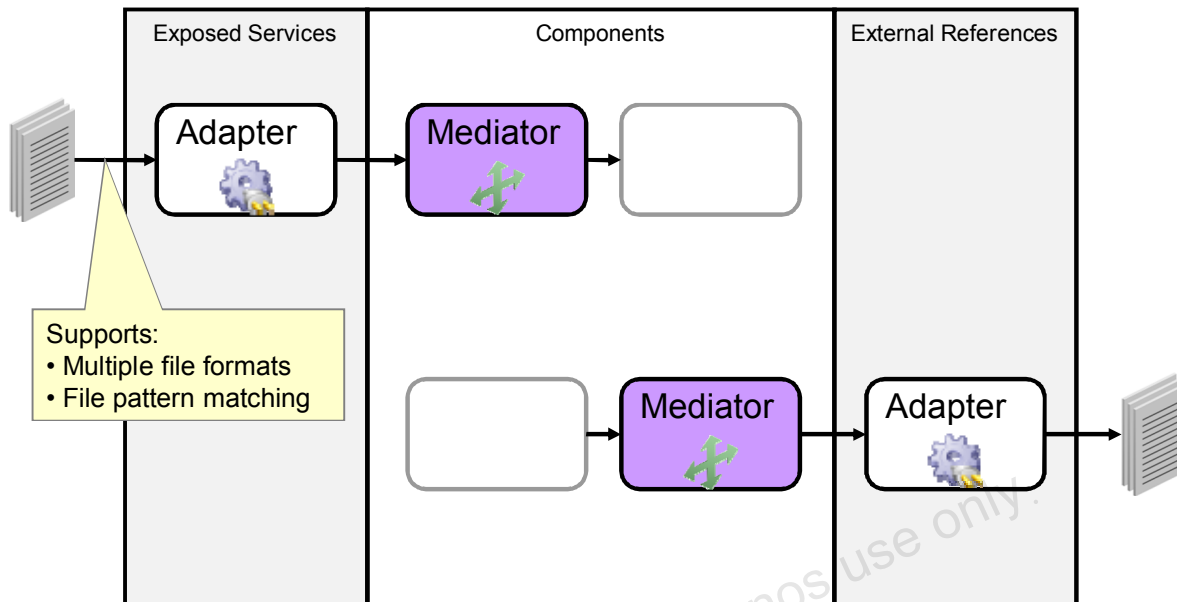 Exposed Services
Components
External References
Adapter
Mediator
Supports:
• Multiple file formats
• File pattern matching
Mediator
Adapter
use only.